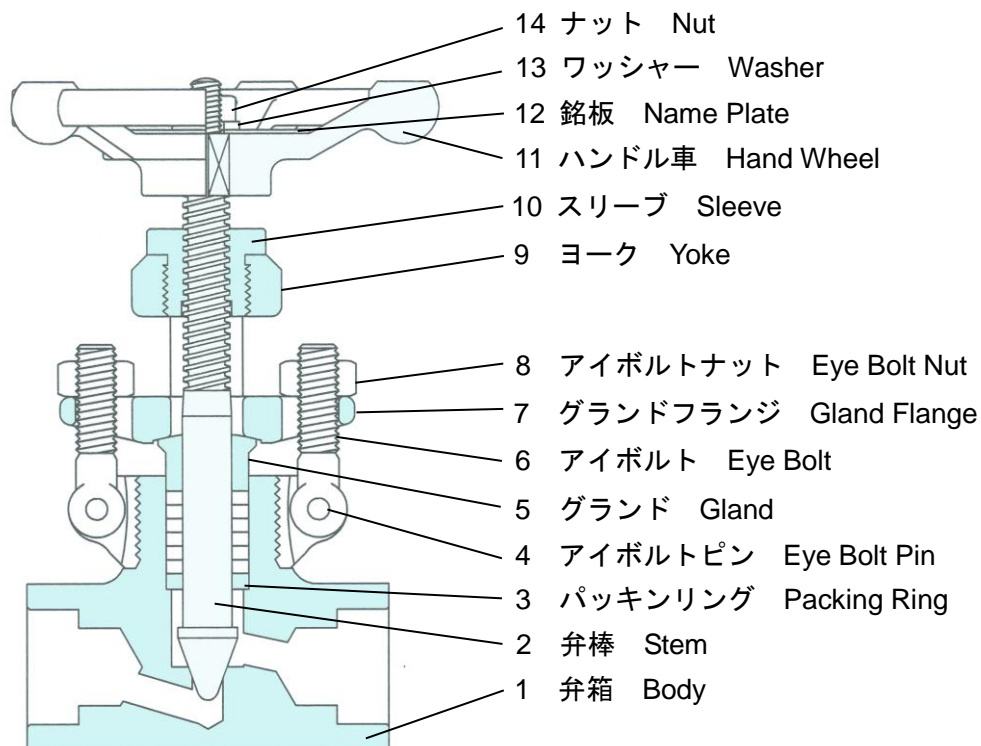 14 ナット Nut
13 ワッシャー Washer
12 銘板 Name Plate
11 ハンドル車 Hand Wheel
10 スリーブ Sleeve
9 ヨーク Yoke
8 アイボルトナット Eye Bolt Nut
7 グランドフランジ Gland Flange
6 アイボルト Eye Bolt
5 グランド Gland
4 アイボルトピン Eye Bolt Pin
3 パッキンリング Packing Ring
2 弁棒 Stem
1 弁箱 Body